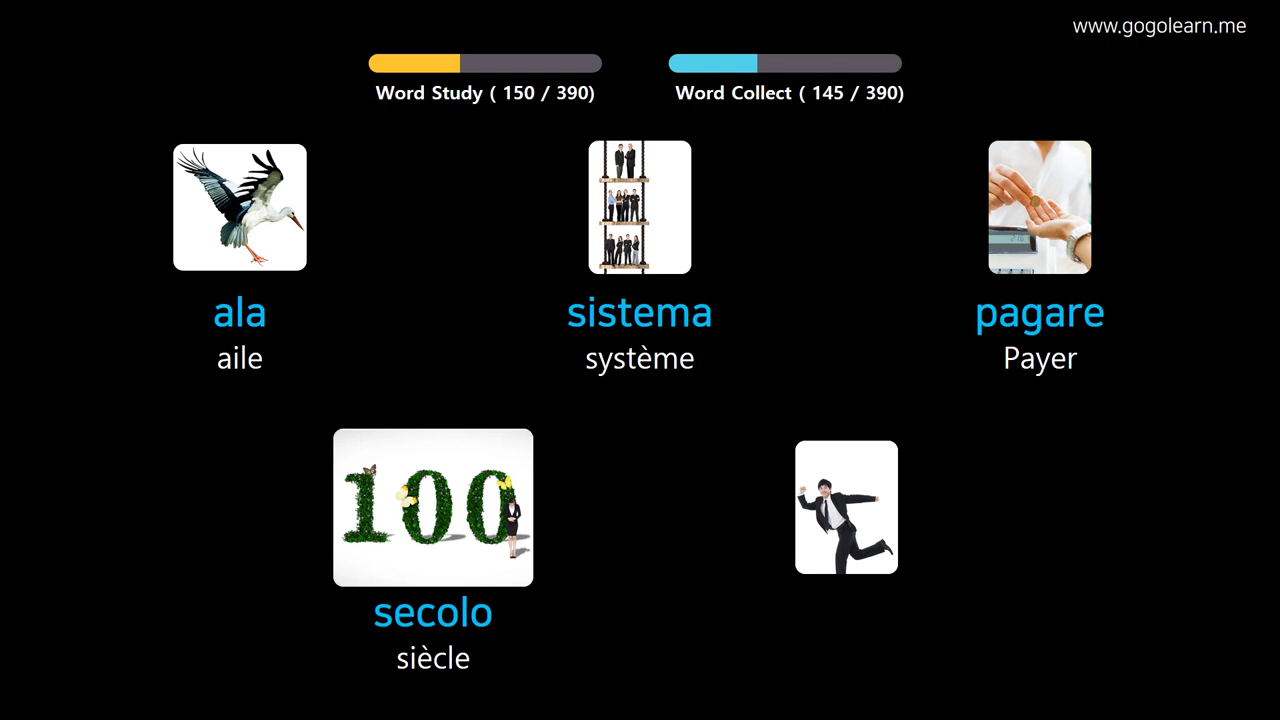 www.gogolearn.me
Word Study ( 150 / 390)
Word Collect ( 145 / 390)
ala
aile
sistema
système
pagare
Payer
100
secolo
siècle